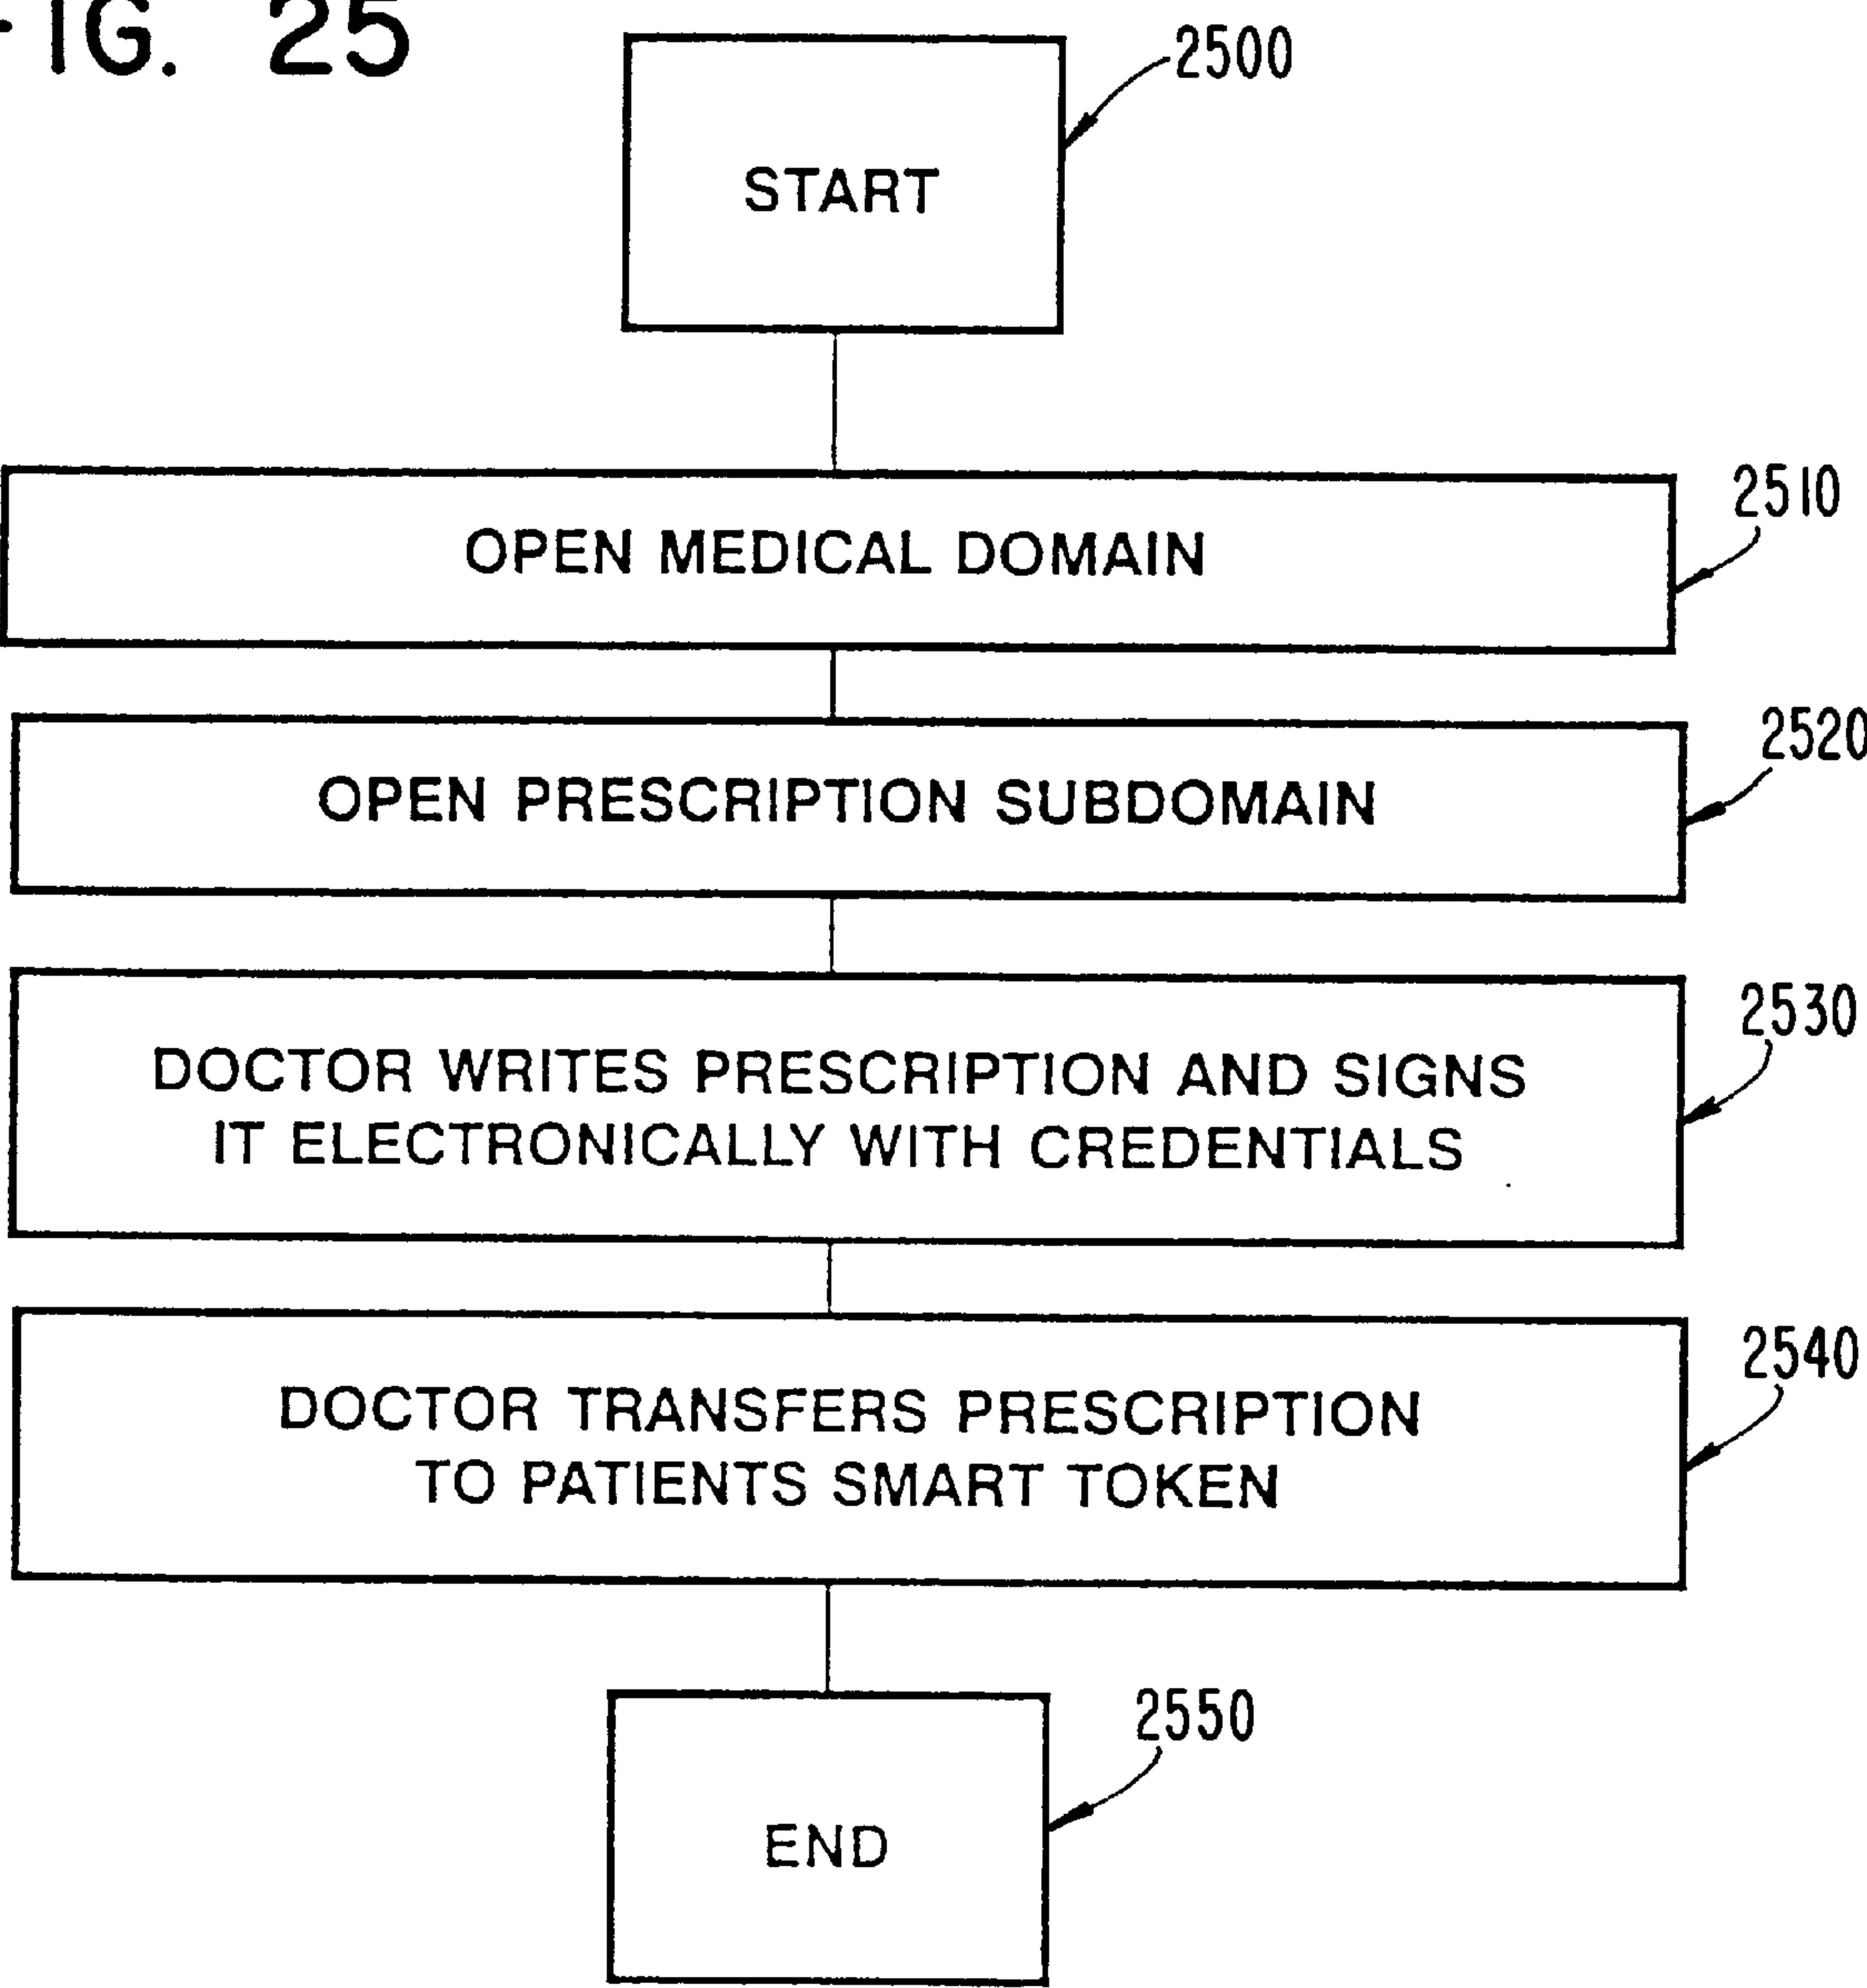 FIG. 25
2500
START
2510
OPEN MEDICAL DOMAIN
2520
OPEN PRESCRIPTION SUBDOMAIN
2530
DOCTOR WRITES PRESCRIPTION AND SIGNS
IT ELECTRONICALLY WITH CREDENTIALS
2540
DOCTOR TRANSFERS PRESCRIPTION
TO PATIENTS SMART TOKEN
2550
END